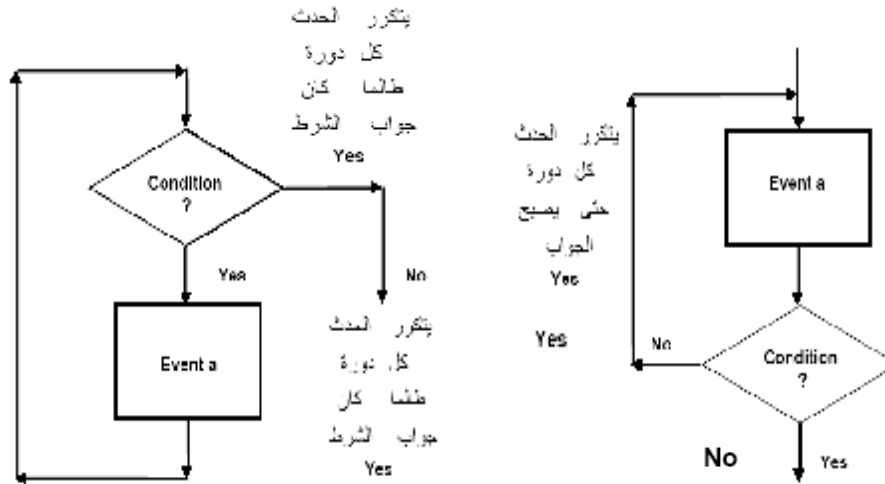 يتكرر الحدث
كل دورة
طالما كان
جواب الشرط
Yes
Condition
?
Yes
No
Event a
يتكرر الحدث
كل دورة
طالما كان
جواب الشرط
Yes
يتكرر الحدث
كل دورة
حتى يصبح
الجواب
Yes
Yes
Event a
No
Condition
?
No
Yes